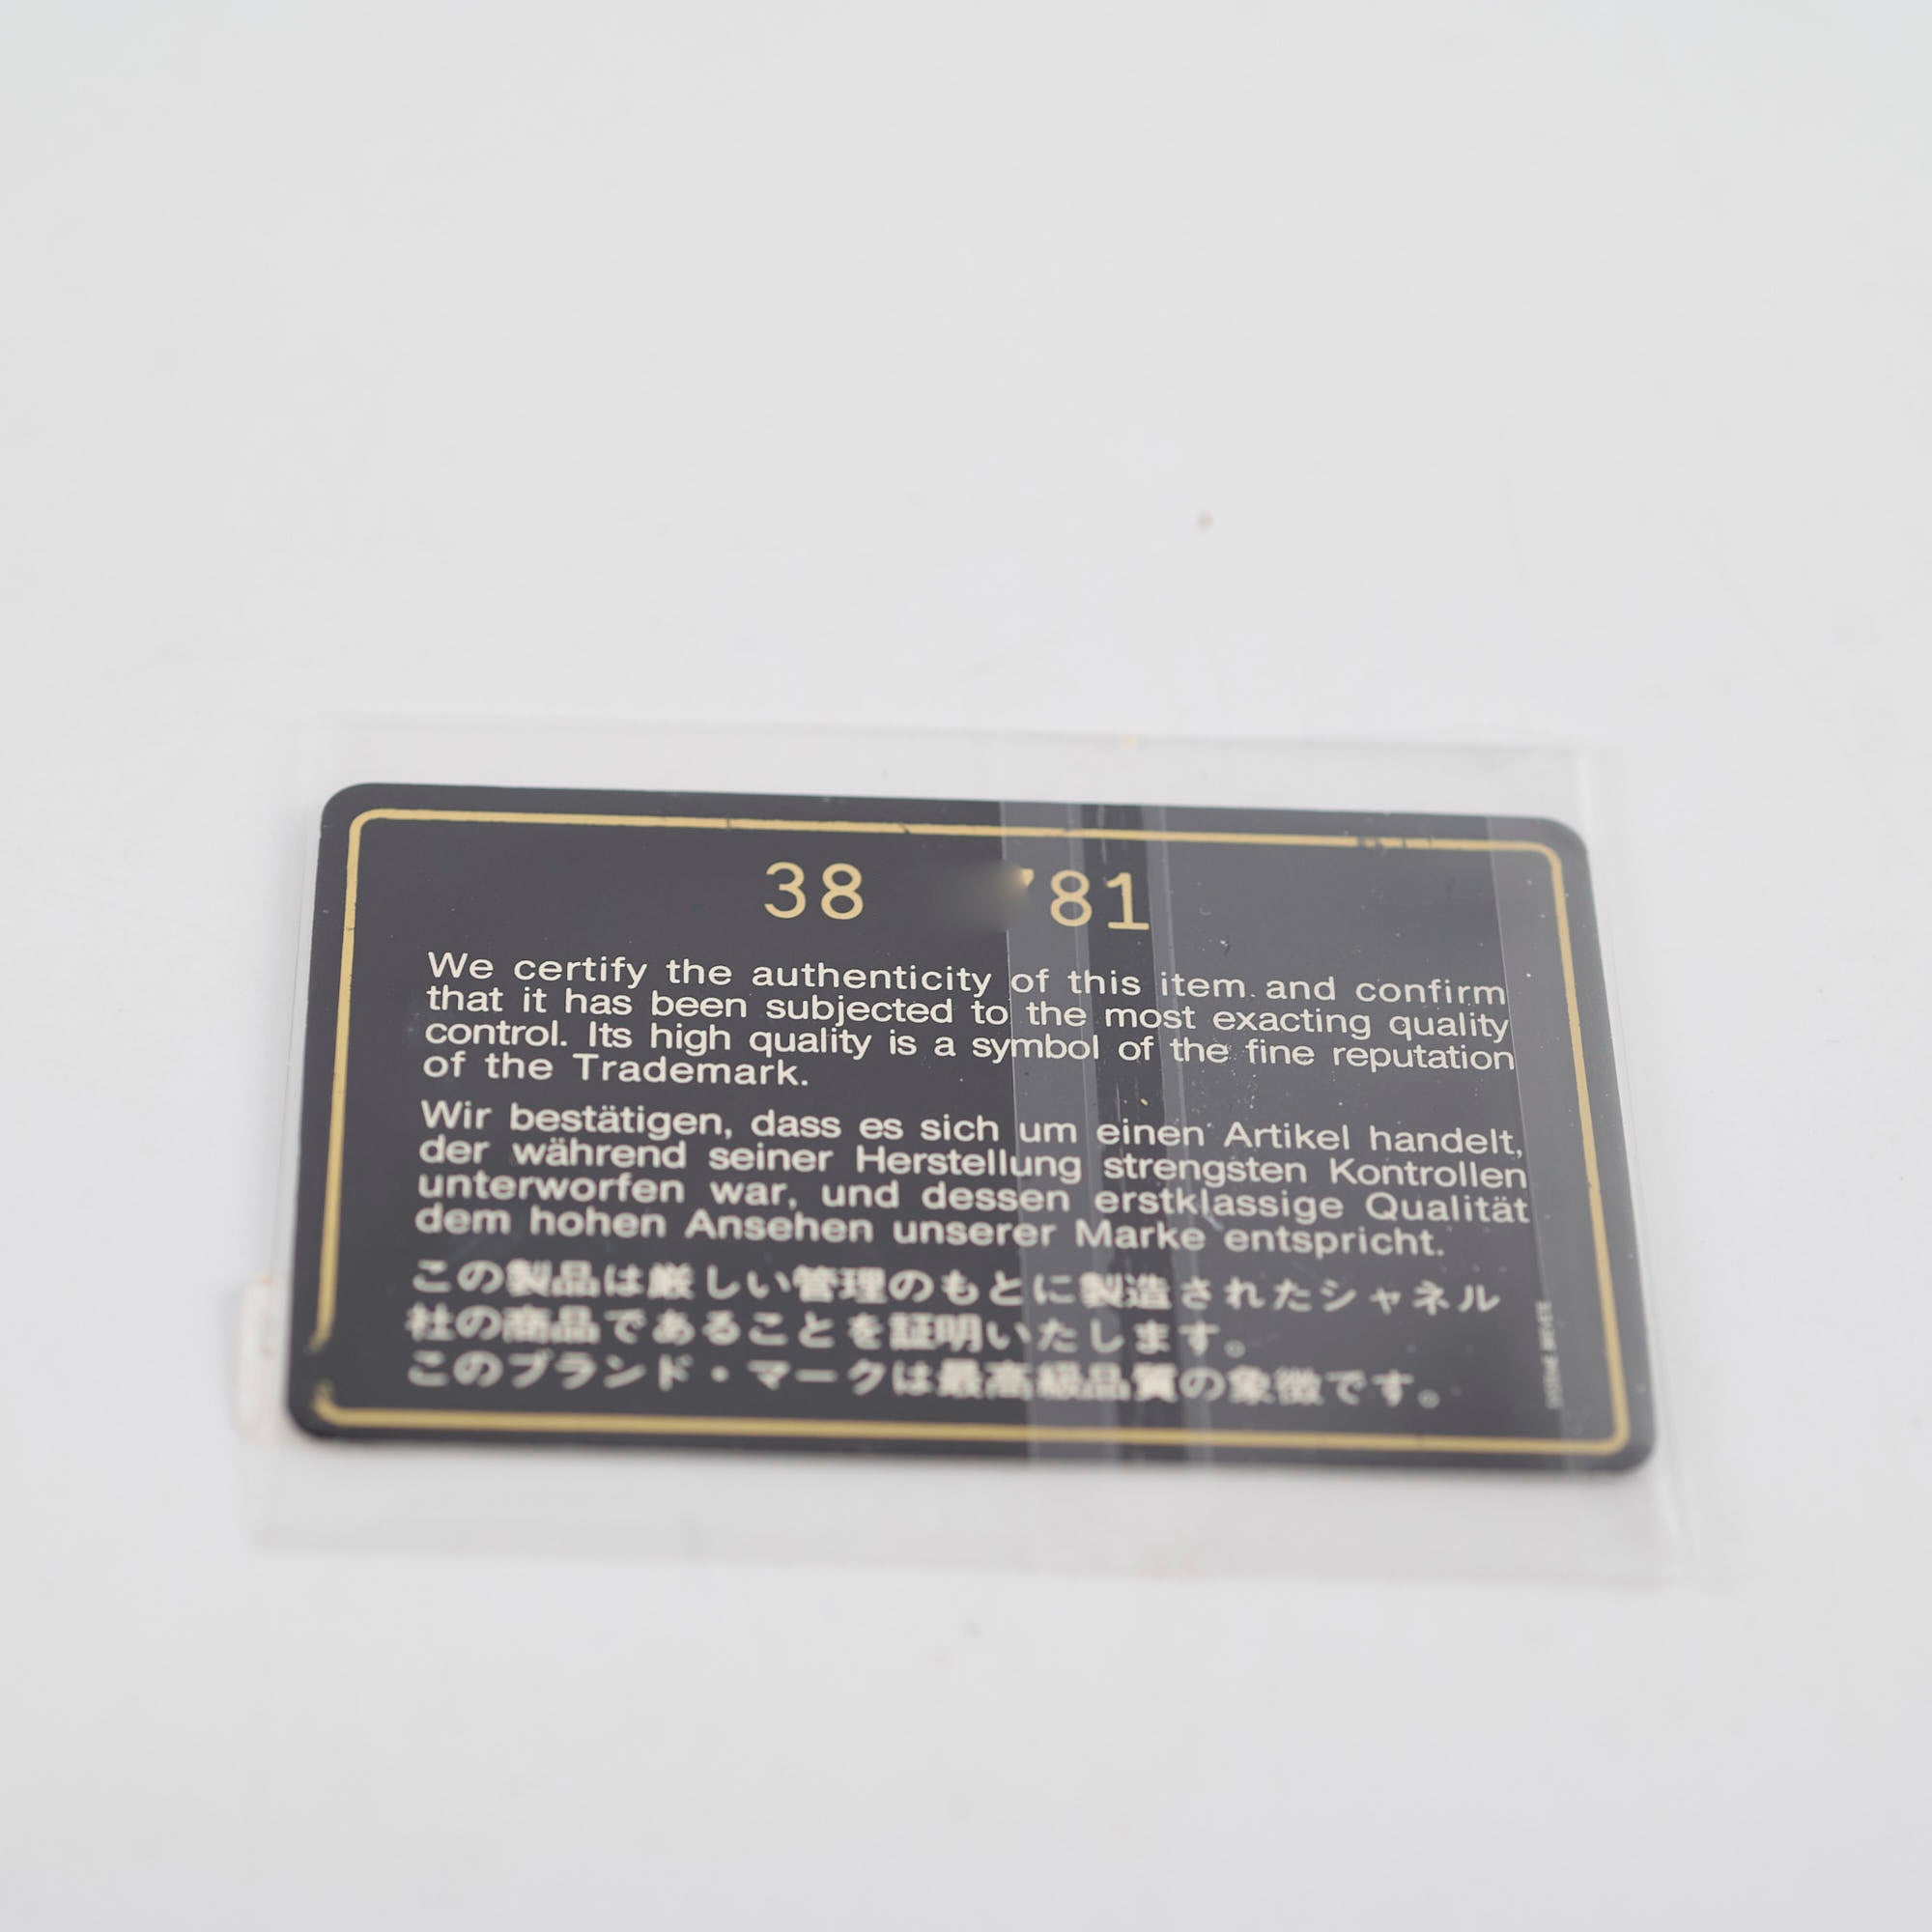 38 781
We certify the authenticity of this item and confirm
that it has been subjected to the most exacting quality
control. Its high quality is a symbol of the fine reputation
of the Trademark.
Wir bestätigen, dass es sich um einen Artikel handelt,
der während seiner Herstellung strengsten Kontrollen
unterworfen war, und dessen erstklassige Qualität
dem hohen Ansehen unserer Marke entspricht.
この製品は厳しい管理のもとに製造されたシャネル
社の商品であることを証明いたします。
このブランド・マークは最高級品質の象徴です。